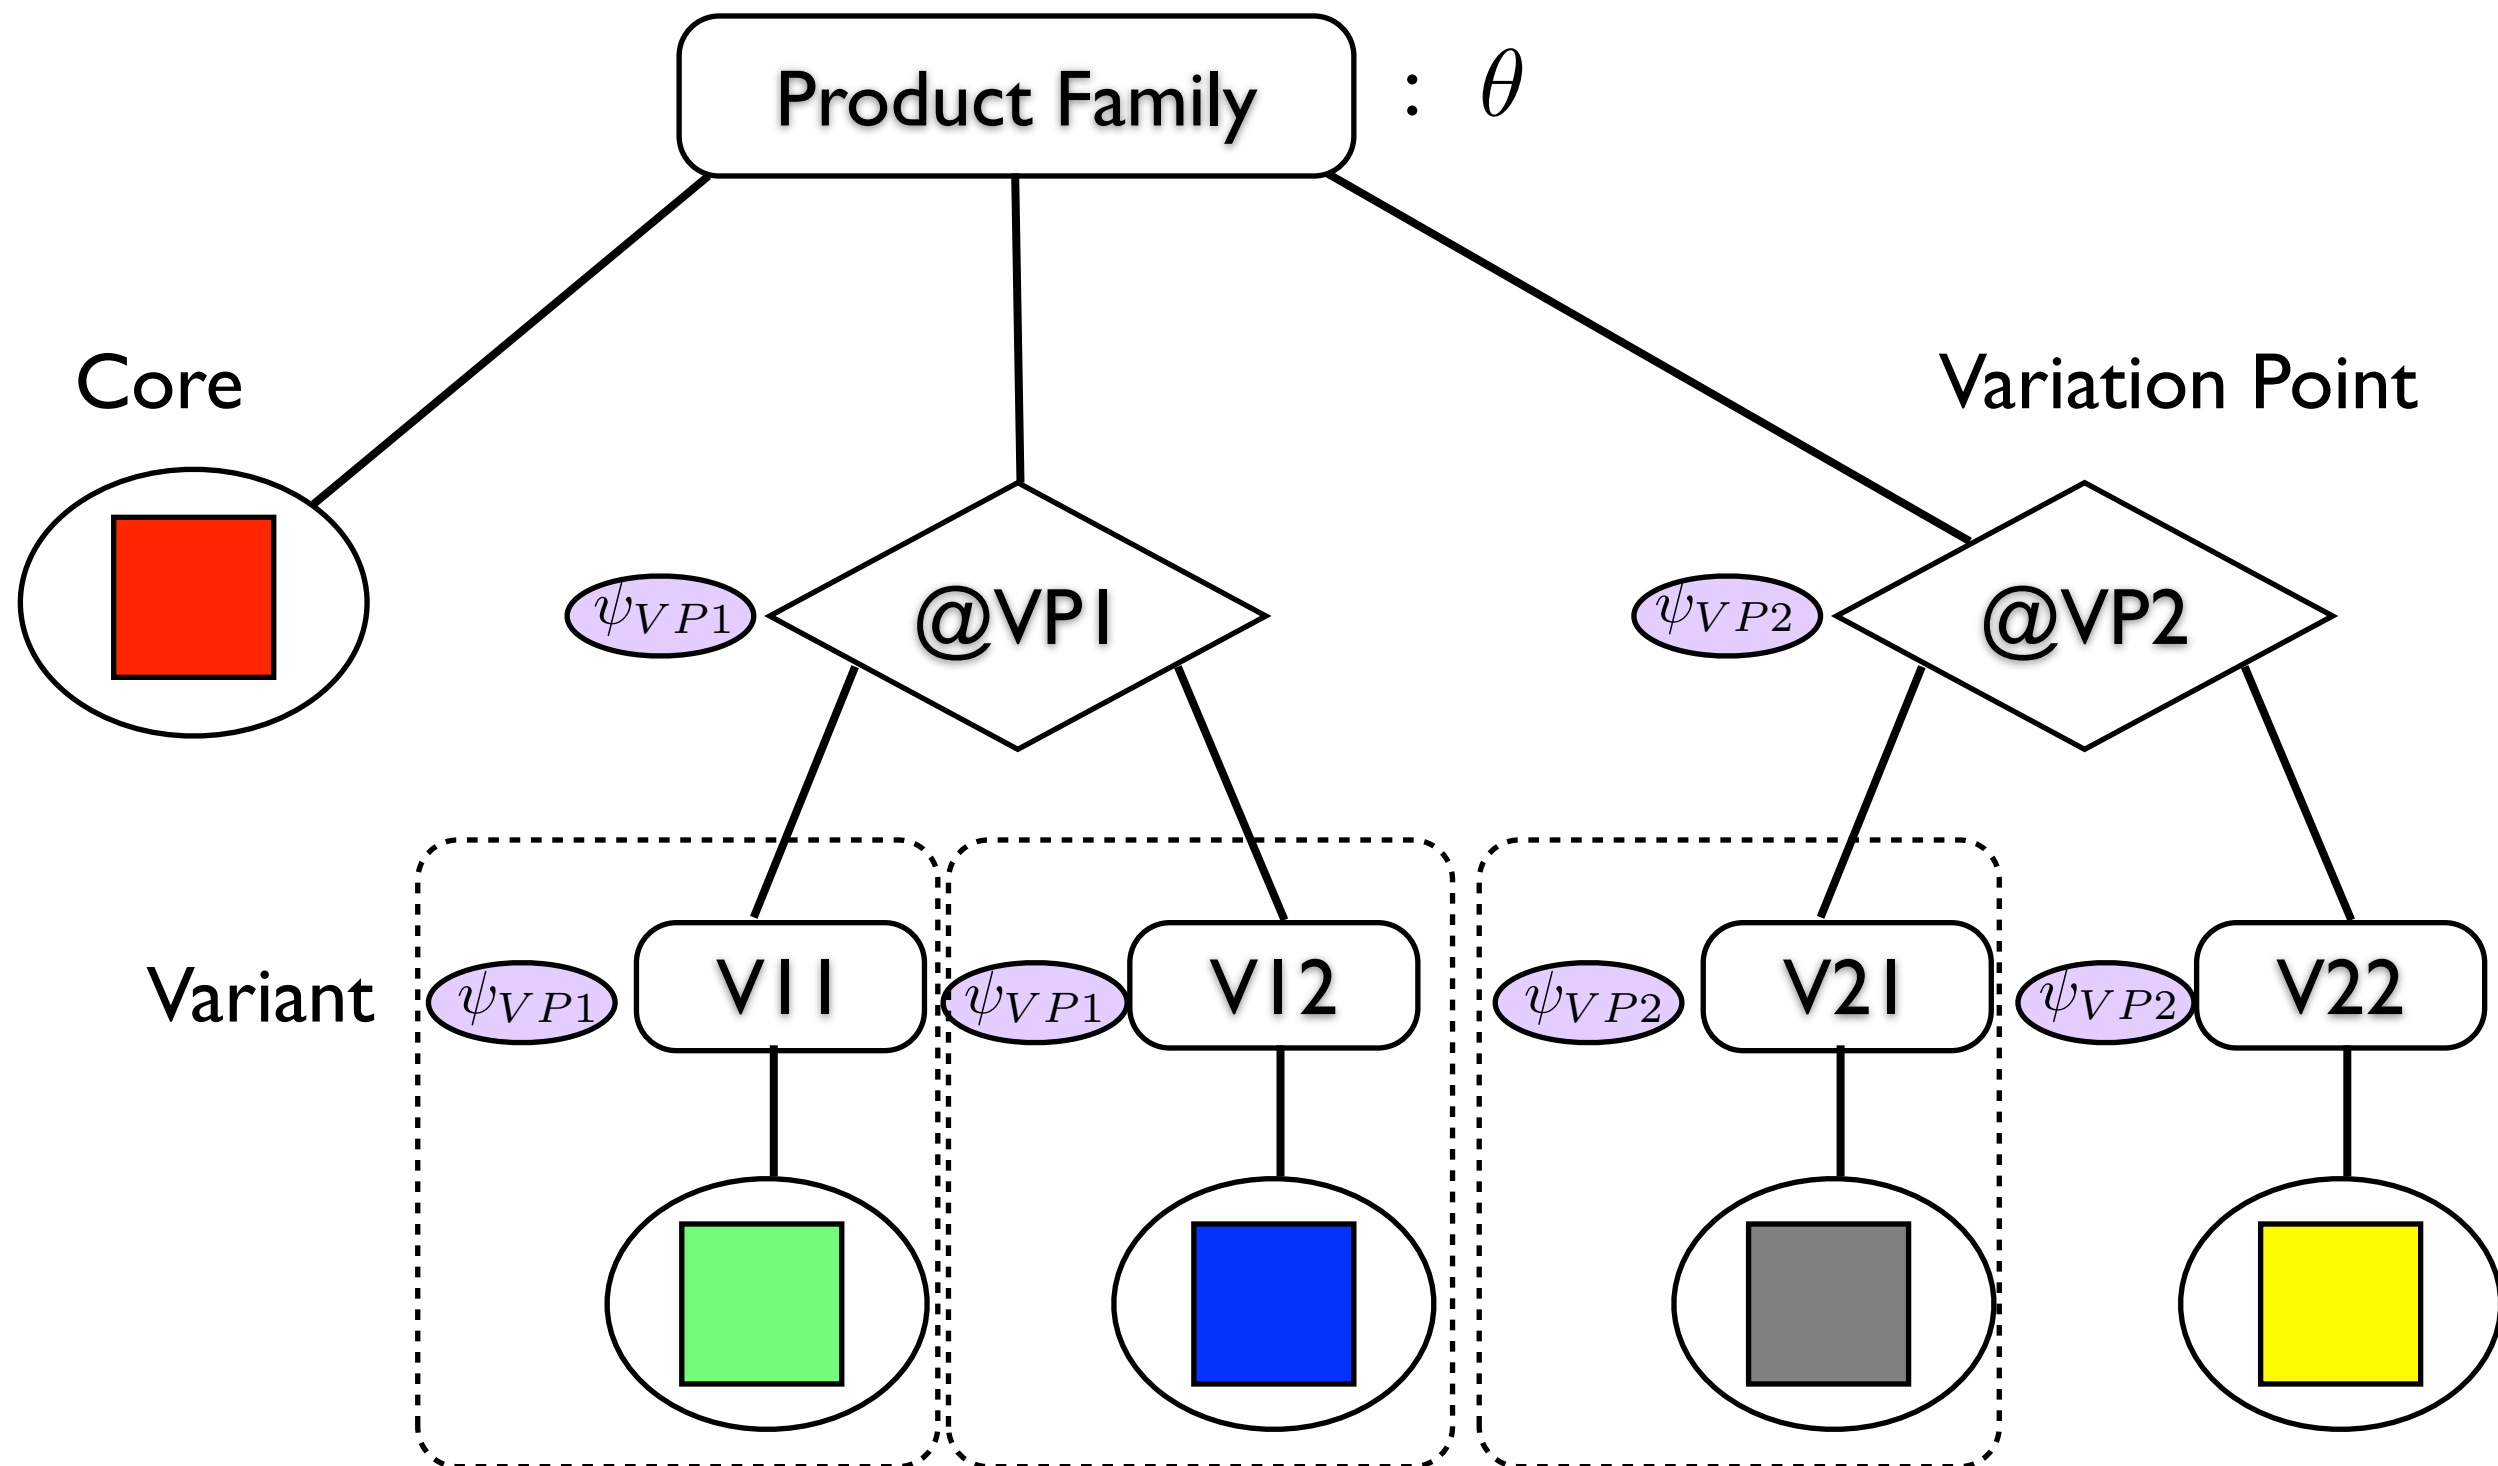 Product Family : θ
Core
Variation Point
ψVP1
@VP1
ψVP2
@VP2
Variant
ψVP1
V11
ψVP1
V12
ψVP2
V21
ψVP2
V22